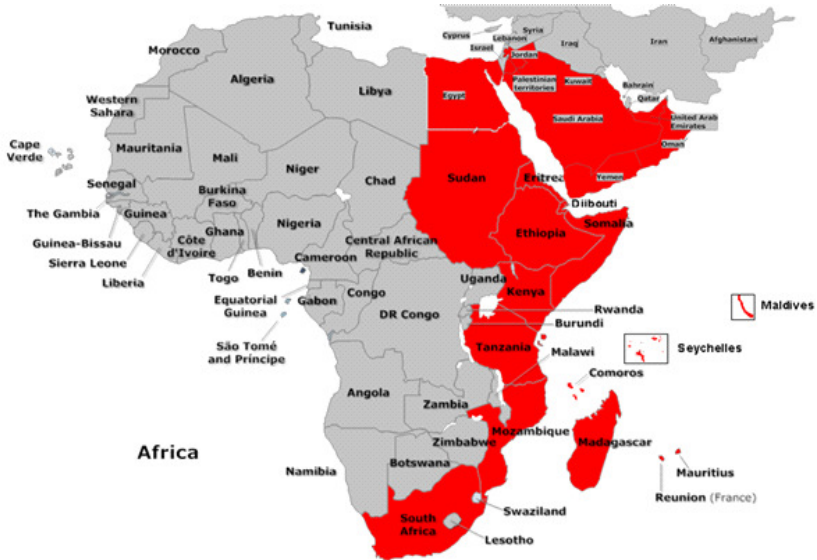 Tunisia
Morocco
Algeria
Libya
Egypt
Western
Sahara
Cape
Verde
Mauritania
Mali
Niger
Chad
Sudan
Eritrea
Senegal
The Gambia
Guinea-Bissau
Guinea
Sierra Leone
Liberia
Burkina
Faso
Côte
d'Ivoire
Ghana
Togo
Benin
Nigeria
Cameroon
Central African
Republic
Equatorial
Guinea
Gabon
Congo
São Tomé
and Príncipe
DR Congo
Uganda
Kenya
Ethiopia
Djibouti
Somalia
Rwanda
Burundi
Tanzania
Malawi
Angola
Zambia
Mozambique
Zimbabwe
Namibia
Botswana
South
Africa
Swaziland
Lesotho
Comoros
Madagascar
Mauritius
Reunion (France)
Seychelles
Maldives
Cyprus
Lebanon
Syria
Israel
Jordan
Iraq
Iran
Afghanistan
Palestinian
territories
Kuwait
Bahrain
Qatar
Saudi Arabia
United Arab
Emirates
Oman
Yemen
Africa